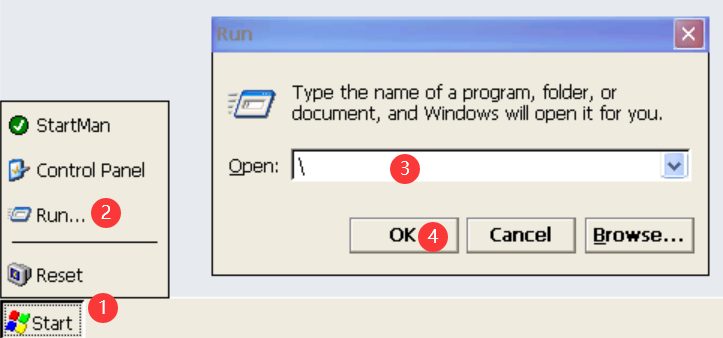 Run
Type the name of a program, folder, or
document, and Windows will open it for you.
Open: \ 3
OK 4 Cancel Browse...
StartMan
Control Panel
Run... 2
Reset
1
Start